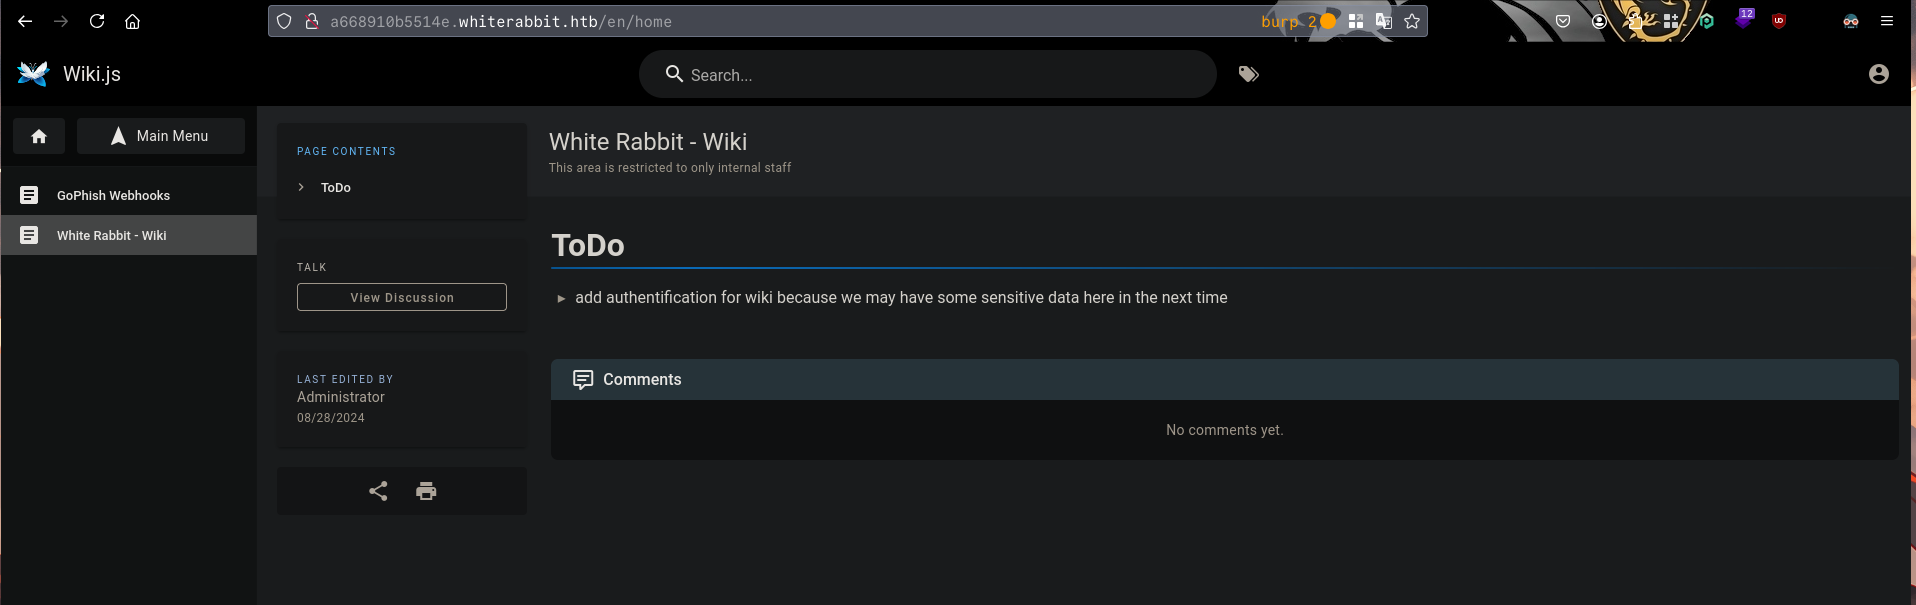 a668910b5514e.whiterabbit.htb/en/home
burp 2
12
Wiki.js
Search...
Main Menu
GoPhish Webhooks
White Rabbit - Wiki
PAGE CONTENTS
ToDo
TALK
View Discussion
LAST EDITED BY
Administrator
08/28/2024
White Rabbit - Wiki
This area is restricted to only internal staff
ToDo
add authentification for wiki because we may have some sensitive data here in the next time
Comments
No comments yet.